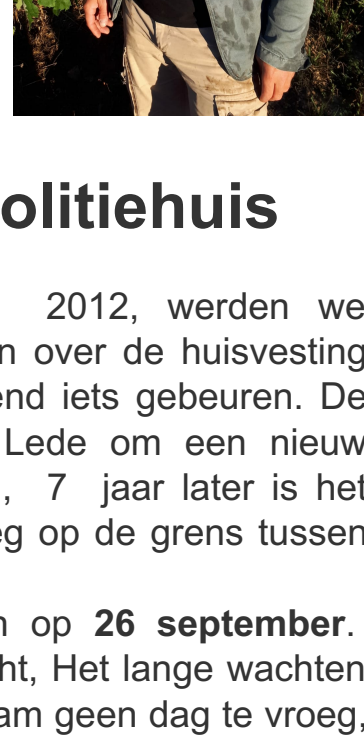 olitiehuis
2012, werden we
n over de huisvesting
end iets gebeuren. De
Lede om een nieuw
, 7 jaar later is het
eg op de grens tussen
n op 26 september.
ht, Het lange wachten
am geen dag te vroeg,